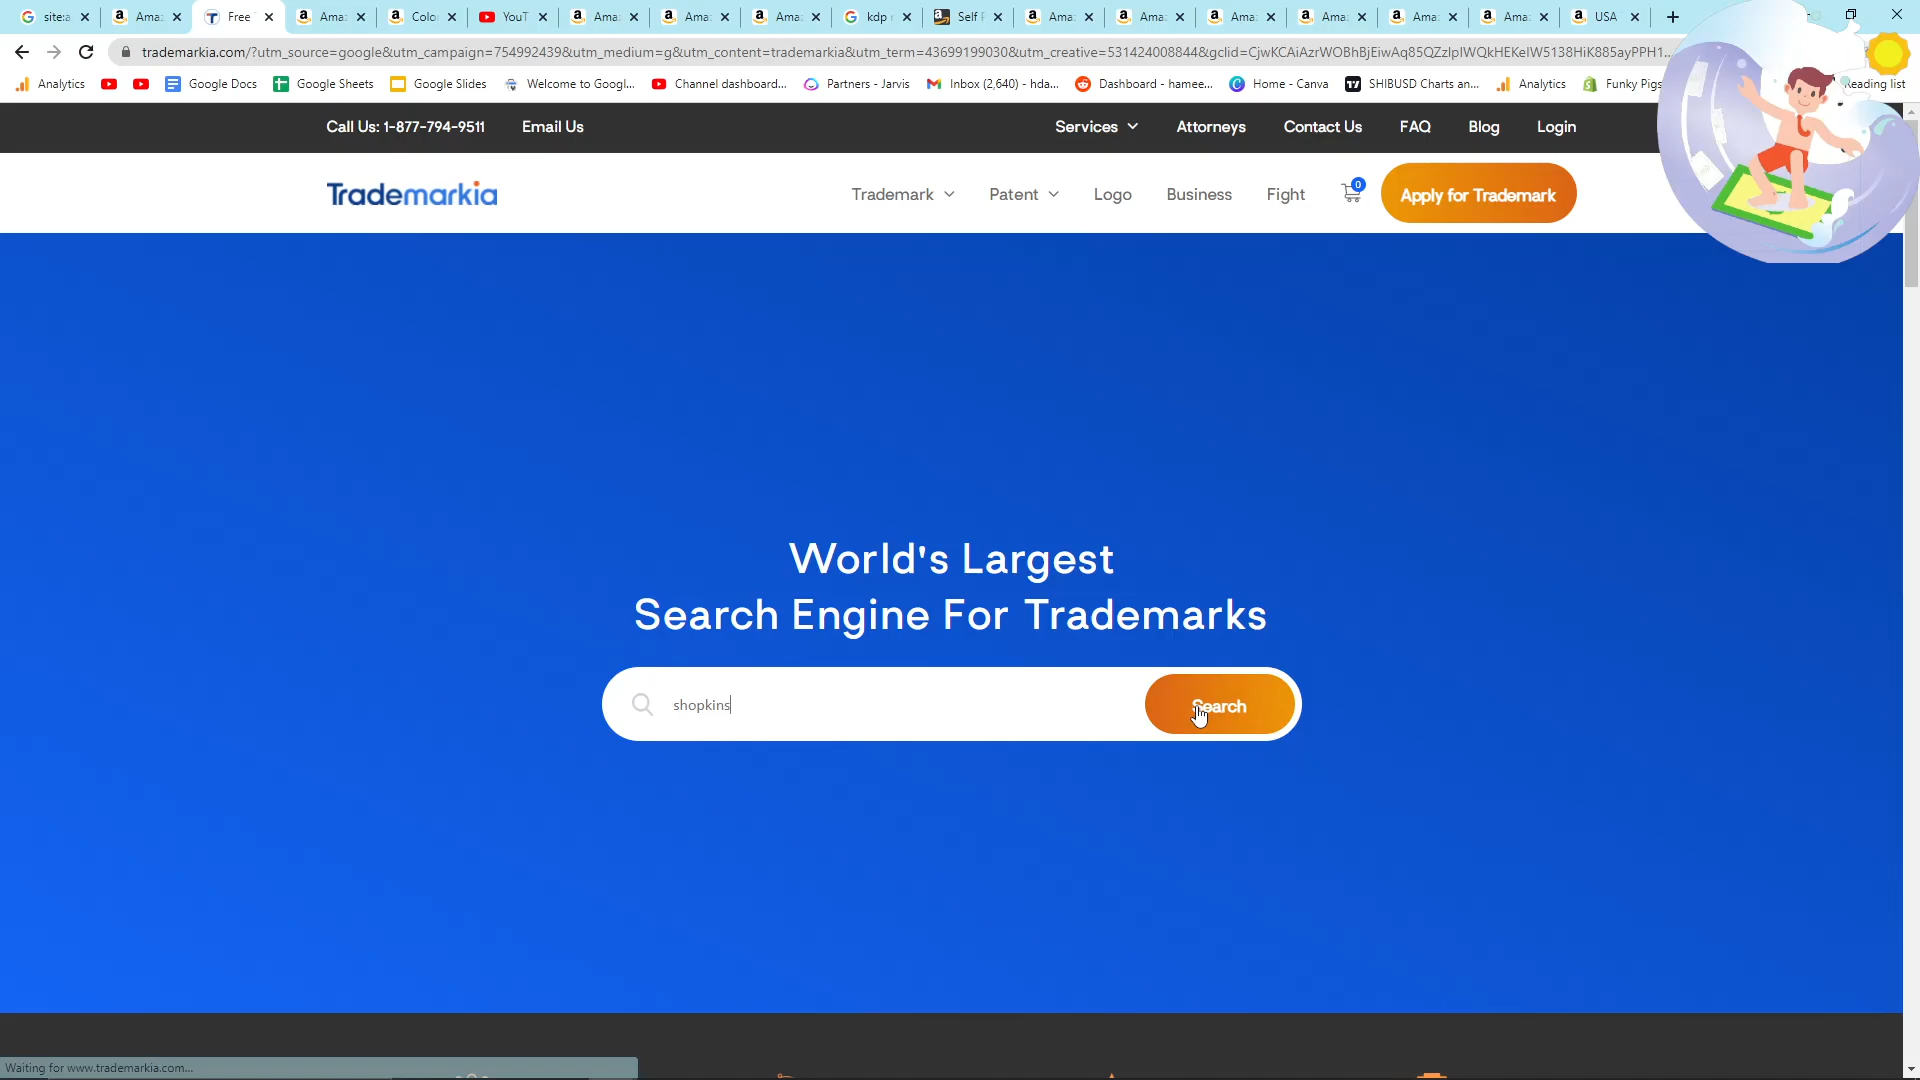 site:a
Ama
Free
Ama
Colo
YouT
Ama
Ama
Ama
kdp
Self
Ama
Ama
Ama
Ama
Ama
Ama
USA
trademarkia.com/?utm_source=google&utm_campaign=754992439&utm_medium=g&utm_content=trademarkia&utm_term=43699199030&utm_creative=531424008844&gclid=CjwKCAiAzrWOBhBjEiwAq85QZzIpIWQkHEKeIW5138HiK885ayPPH1...
Analytics
Google Docs
Google Sheets
Google Slides
Welcome to Googl...
Channel dashboard...
Partners - Jarvis
Inbox (2,640) - hda...
Dashboard - hamee...
Home - Canva
SHIBUSD Charts an...
Analytics
Funky Pigs
Reading list
Call Us: 1-877-794-9511
Email Us
Services
Attorneys
Contact Us
FAQ
Blog
Login
Trademarkia
Trademark
Patent
Logo
Business
Fight
0
Apply for Trademark
World's Largest
Search Engine For Trademarks
shopkins
Search
Waiting for www.trademarkia.com...